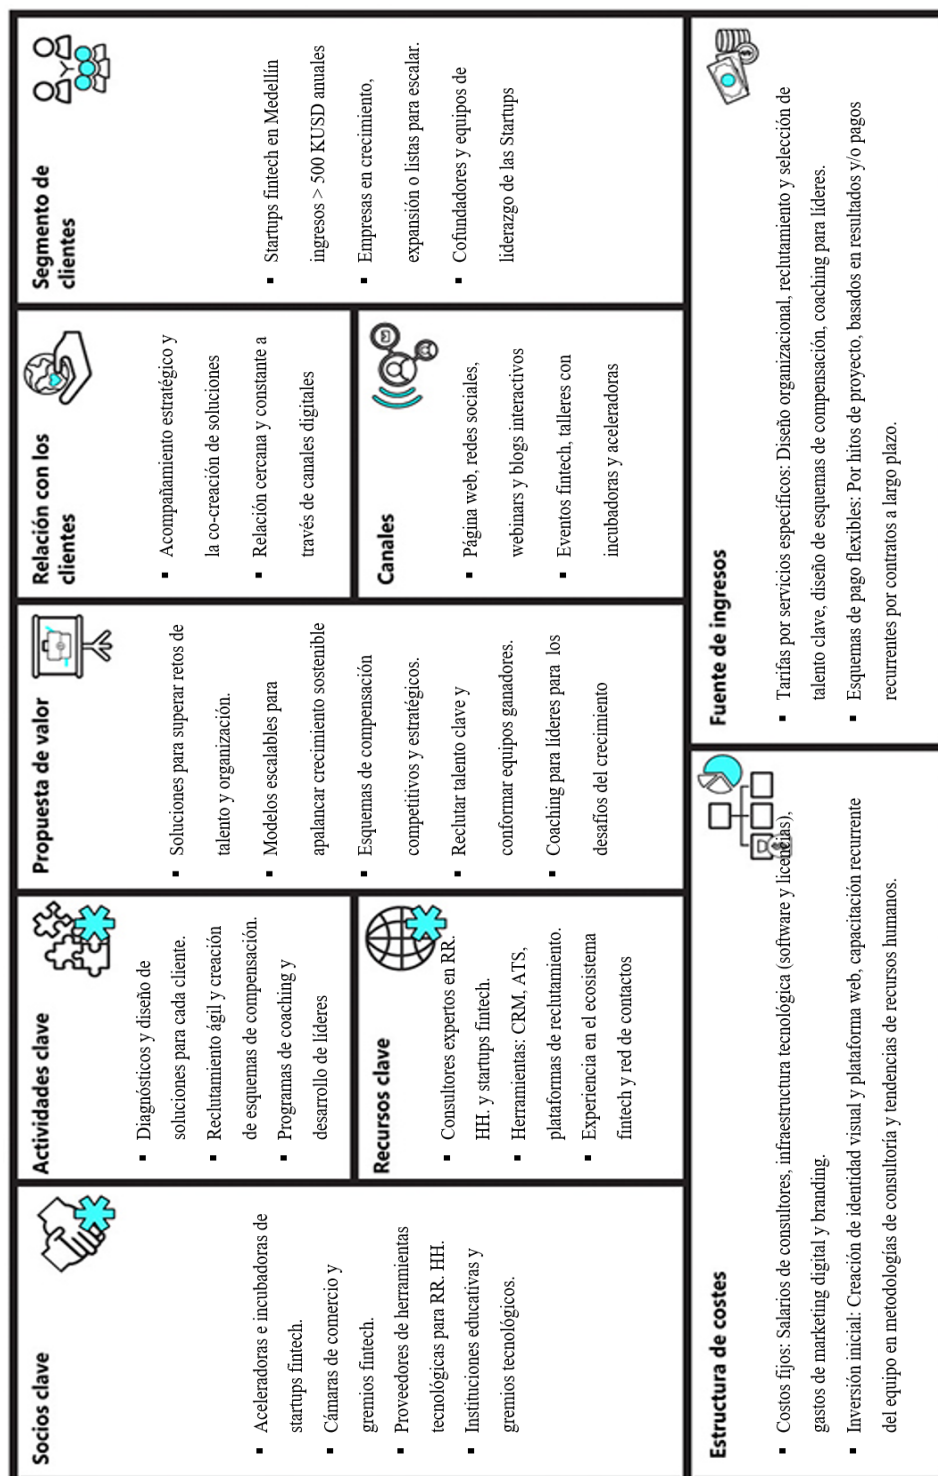 Socios clave
▪ Aceleradoras e incubadoras de
startups fintech.
▪ Cámaras de comercio y
gremios fintech.
▪ Proveedores de herramientas
tecnológicas para RR. HH.
▪ Instituciones educativas y
gremios tecnológicos.
Actividades clave
▪ Diagnósticos y diseño de
soluciones para cada cliente.
▪ Reclutamiento ágil y creación
de esquemas de compensación.
▪ Programas de coaching y
desarrollo de líderes
Recursos clave
▪ Consultores expertos en RR.
HH. y startups fintech.
▪ Herramientas: CRM, ATS,
plataformas de reclutamiento.
▪ Experiencia en el ecosistema
fintech y red de contactos
Propuesta de valor
▪ Soluciones para superar retos de
talento y organización.
▪ Modelos escalables para
apalancar crecimiento sostenible
▪ Esquemas de compensación
competitivos y estratégicos.
▪ Reclutar talento clave y
conformar equipos ganadores.
▪ Coaching para líderes para los
desafíos del crecimiento
Relación con los
clientes
▪ Acompañamiento estratégico y
la co-creación de soluciones
▪ Relación cercana y constante a
través de canales digitales
Canales
▪ Página web, redes sociales,
webinars y blogs interactivos
▪ Eventos fintech, talleres con
incubadoras y aceleradoras
Segmento de
clientes
▪ Startups fintech en Medellín
ingresos > 500 KUSD anuales
▪ Empresas en crecimiento,
expansión o listas para escalar.
▪ Cofundadores y equipos de
liderazgo de las Startups
Estructura de costes
▪ Costos fijos: Salarios de consultores, infraestructura tecnológica (software y licencias),
gastos de marketing digital y branding.
▪ Inversión inicial: Creación de identidad visual y plataforma web, capacitación recurrente
del equipo en metodologías de consultoría y tendencias de recursos humanos.
Fuente de ingresos
▪ Tarifas por servicios específicos: Diseño organizacional, reclutamiento y selección de
talento clave, diseño de esquemas de compensación, coaching para líderes.
▪ Esquemas de pago flexibles: Por hitos de proyecto, basados en resultados y/o pagos
recurrentes por contratos a largo plazo.